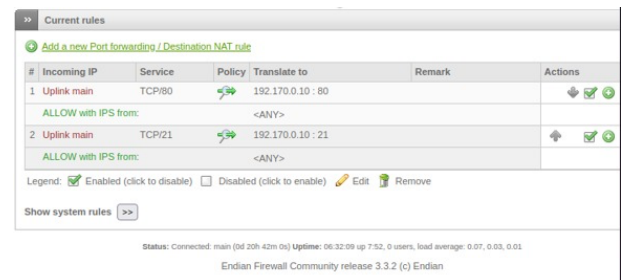 >> Current rules
Add a new Port forwarding / Destination NAT rule
# Incoming IP Service Policy Translate to Remark Actions
1 Uplink main TCP/80 192.170.0.10 : 80
ALLOW with IPS from: <ANY>
2 Uplink main TCP/21 192.170.0.10 : 21
ALLOW with IPS from: <ANY>
Legend: Enabled (click to disable) Disabled (click to enable) Edit Remove
Show system rules >>
Status: Connected: main (0d 20h 42m 0s) Uptime: 06:32:09 up 7:52, 0 users, load average: 0.07, 0.03, 0.01
Endian Firewall Community release 3.3.2 (c) Endian